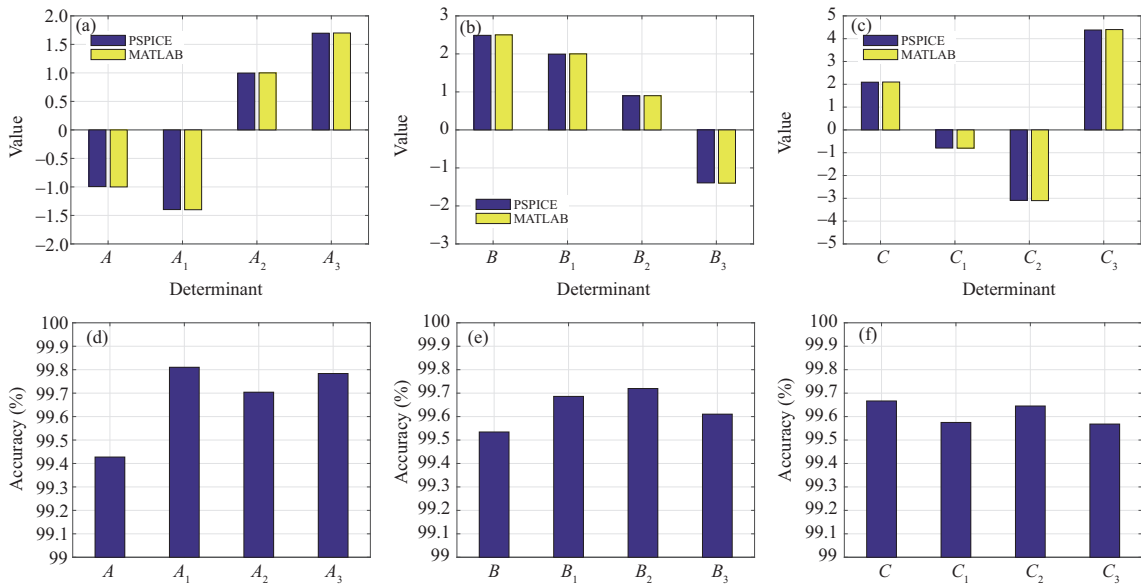 (a)
PSPICE
MATLAB
2.0
1.5
1.0
0.5
0
−0.5
−1.0
−1.5
−2.0
Value
A A₁ A₂ A₃
Determinant
(b)
PSPICE
MATLAB
3
2
1
0
−1
−2
−3
Value
B B₁ B₂ B₃
Determinant
(c)
PSPICE
MATLAB
5
4
3
2
1
0
−1
−2
−3
−4
−5
Value
C C₁ C₂ C₃
Determinant
(d)
100
99.9
99.8
99.7
99.6
99.5
99.4
99.3
99.2
99.1
99
Accuracy (%)
A A₁ A₂ A₃
(e)
100
99.9
99.8
99.7
99.6
99.5
99.4
99.3
99.2
99.1
99
Accuracy (%)
B B₁ B₂ B₃
(f)
100
99.9
99.8
99.7
99.6
99.5
99.4
99.3
99.2
99.1
99
Accuracy (%)
C C₁ C₂ C₃